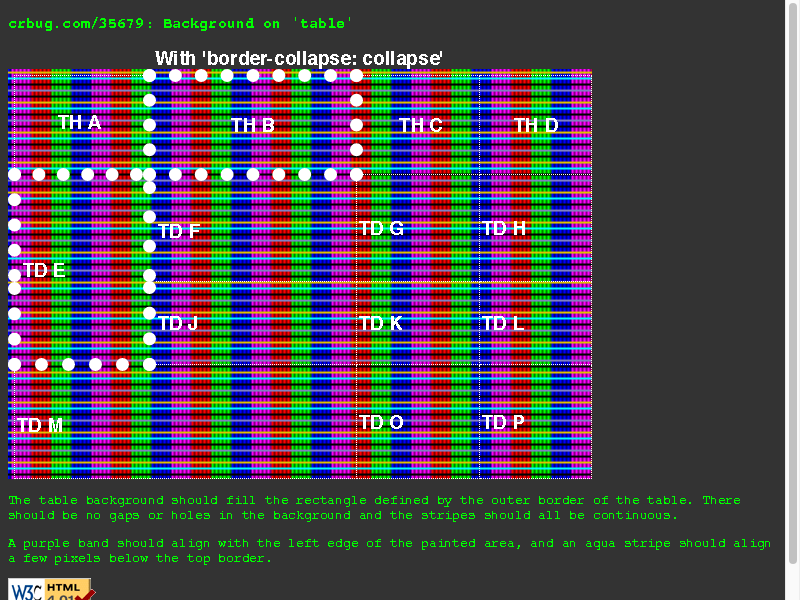 crbug.com/35679: Background on 'table'
With 'border-collapse: collapse'
TH A TH B TH C TH D
TD E TD F TD G TD H
TD J TD K TD L
TD M TD O TD P
The table background should fill the rectangle defined by the outer border of the table. There
should be no gaps or holes in the background and the stripes should all be continuous.
A purple band should align with the left edge of the painted area, and an aqua stripe should align
a few pixels below the top border.
W3C HTML
4.01